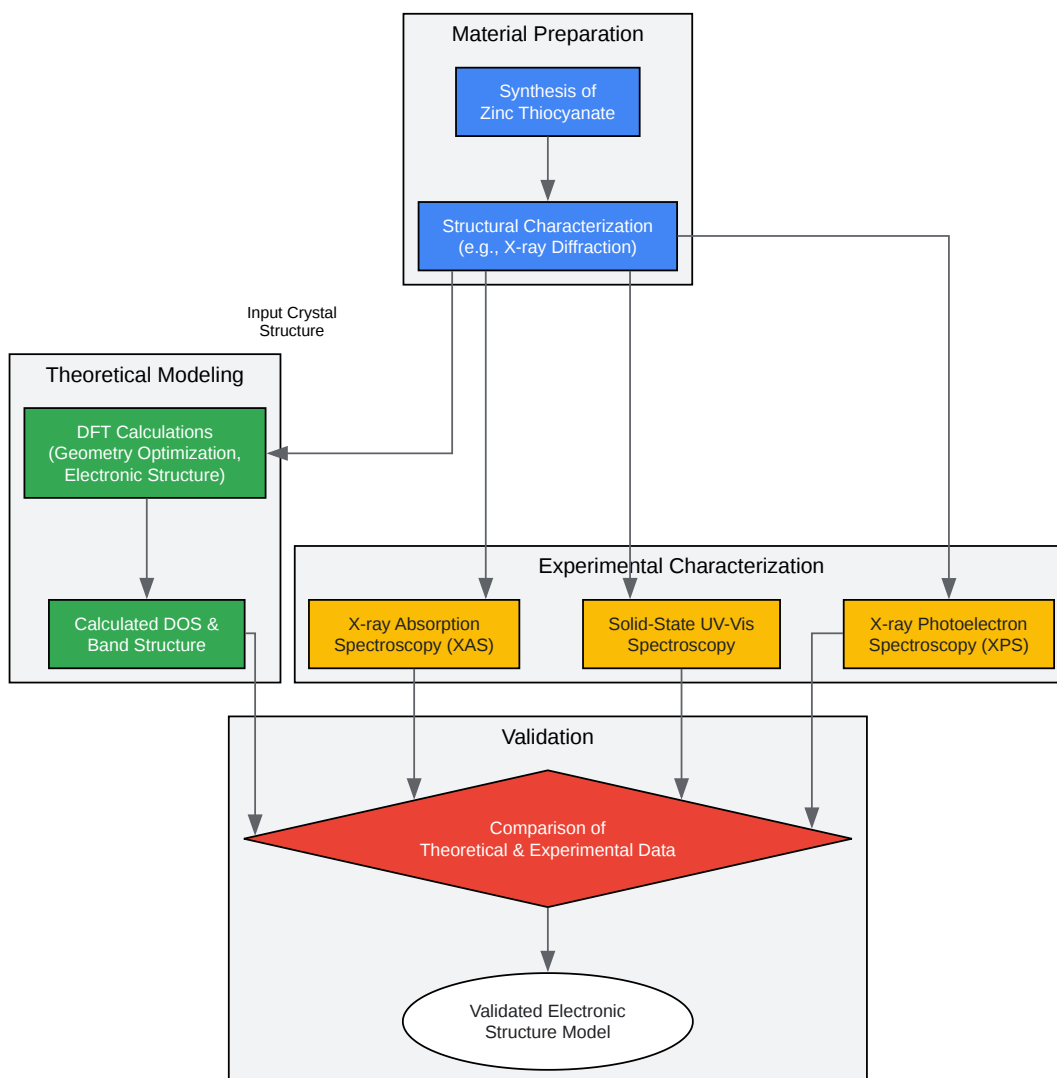 Material Preparation
Synthesis of
Zinc Thiocyanate
Structural Characterization
(e.g., X-ray Diffraction)
Input Crystal
Structure
Theoretical Modeling
DFT Calculations
(Geometry Optimization,
Electronic Structure)
Calculated DOS &
Band Structure
Experimental Characterization
X-ray Absorption
Spectroscopy (XAS)
Solid-State UV-Vis
Spectroscopy
X-ray Photoelectron
Spectroscopy (XPS)
Validation
Comparison of
Theoretical & Experimental Data
Validated Electronic
Structure Model